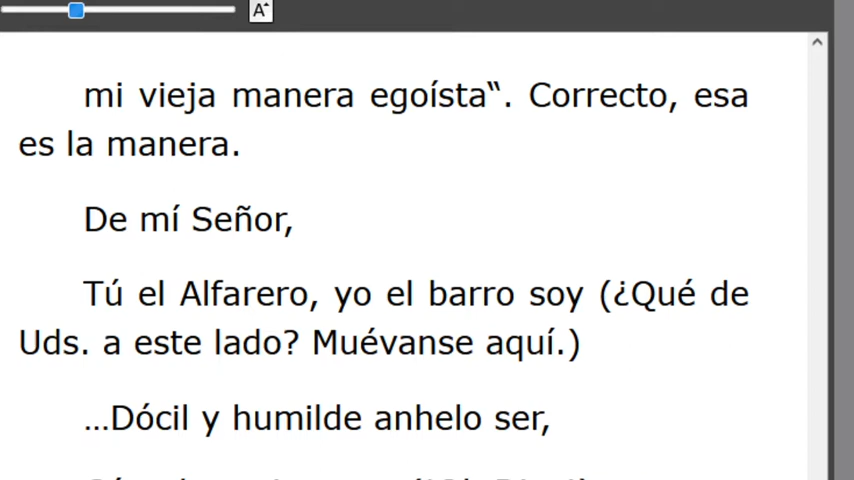 A
mi vieja manera egoísta‟. Correcto, esa
es la manera.
De mí Señor,
Tú el Alfarero, yo el barro soy (¿Qué de
Uds. a este lado? Muévanse aquí.)
…Dócil y humilde anhelo ser,